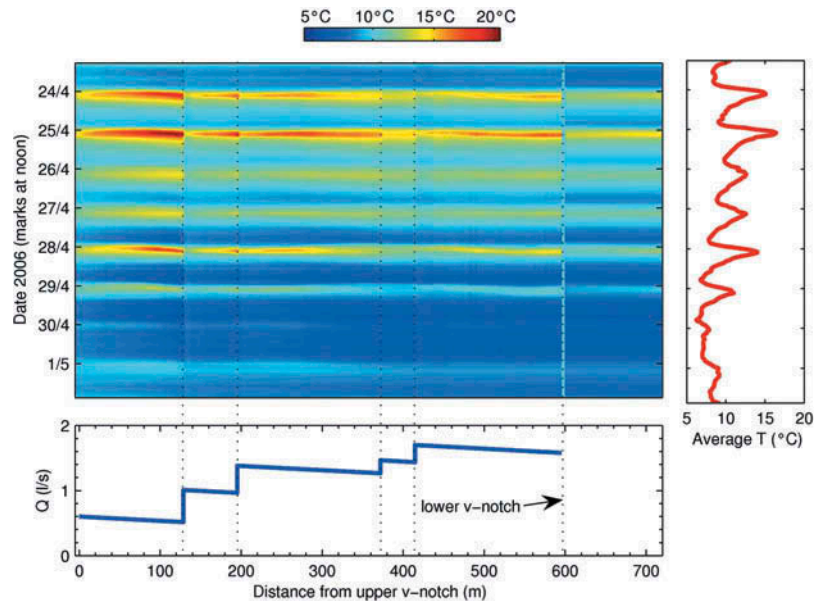 5°C 10°C 15°C 20°C
Date 2006 (marks at noon)
24/4
25/4
26/4
27/4
28/4
29/4
30/4
1/5
5 10 15 20
Average T (°C)
Q (l/s)
2
1
0
lower v-notch
0 100 200 300 400 500 600 700
Distance from upper v-notch (m)